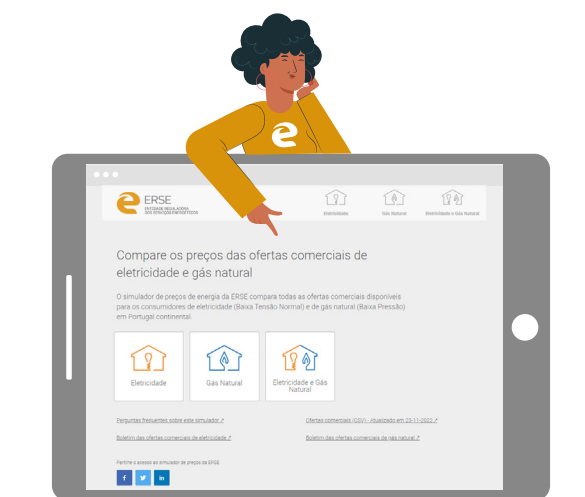 ERSE
ENTIDADE REGULADORA
DOS SERVIÇOS ENERGÉTICOS
Eletricidade
Gás Natural
Eletricidade e Gás Natural
Compare os preços das ofertas comerciais de
eletricidade e gás natural
O simulador de preços de energia da ERSE compara todas as ofertas comerciais disponíveis
para os consumidores de eletricidade (Baixa Tensão Normal) e de gás natural (Baixa Pressão)
em Portugal continental.
Eletricidade
Gás Natural
Eletricidade e Gás
Natural
Perguntas frequentes sobre este simulador
Ofertas comerciais (CSV) - Atualizado em 23-11-2022
Boletim das ofertas comerciais de eletricidade
Boletim das ofertas comerciais de gás natural
Partilhe o acesso ao simulador de preços da ERSE
f
in